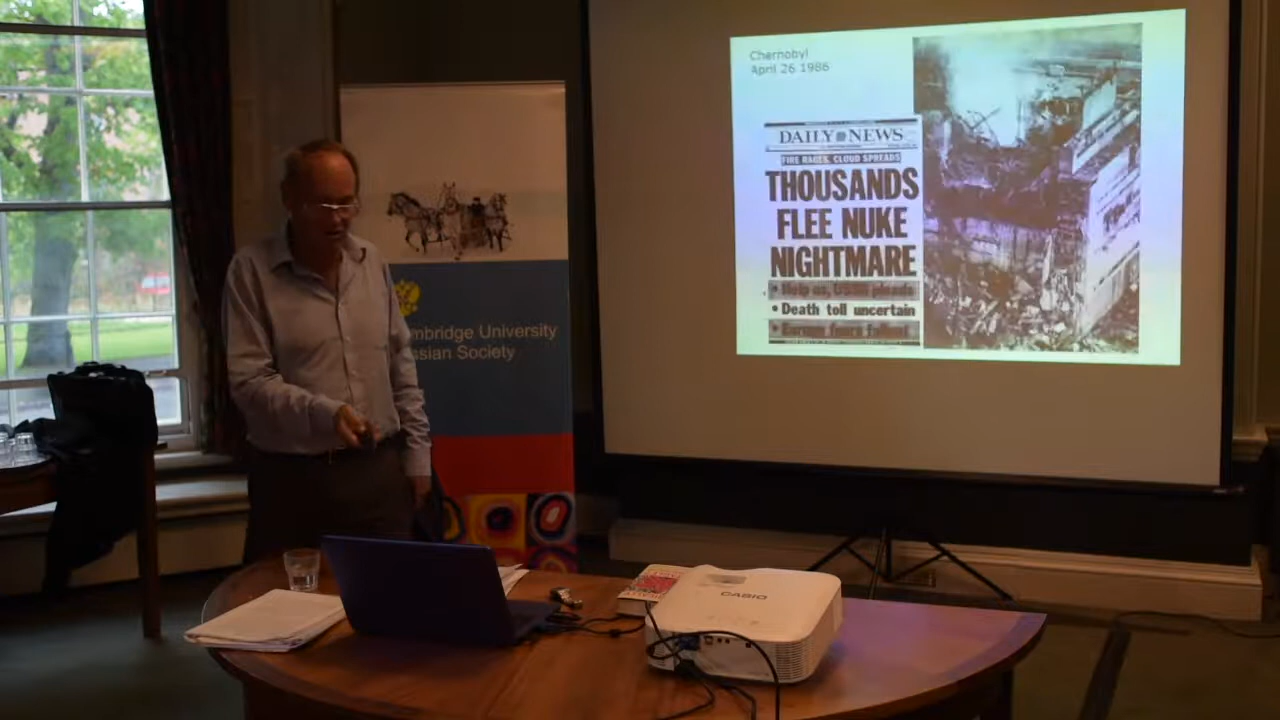 Chernobyl
April 26 1986
DAILY NEWS
FIRE RAGES, CLOUD SPREADS
THOUSANDS
FLEE NUKE
NIGHTMARE
• Death toll uncertain
mbridge University
sian Society
CASIO